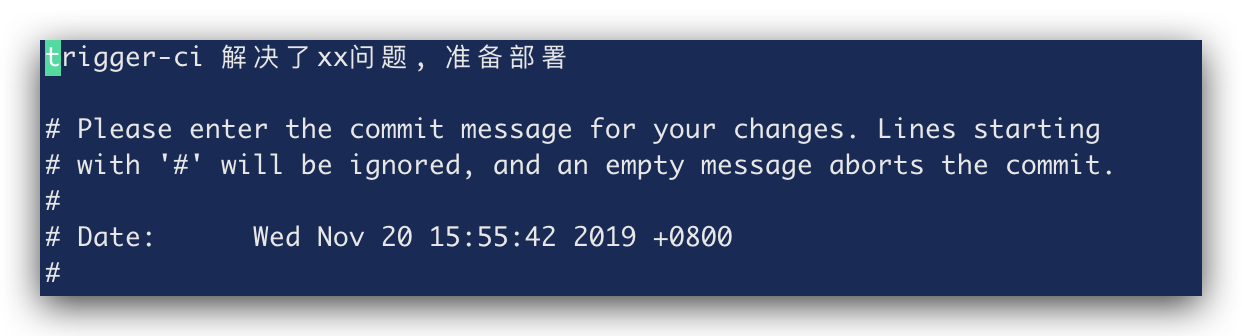 trigger-ci 解决了xx问题，准备部署
# Please enter the commit message for your changes. Lines starting
# with '#' will be ignored, and an empty message aborts the commit.
#
# Date:      Wed Nov 20 15:55:42 2019 +0800
#